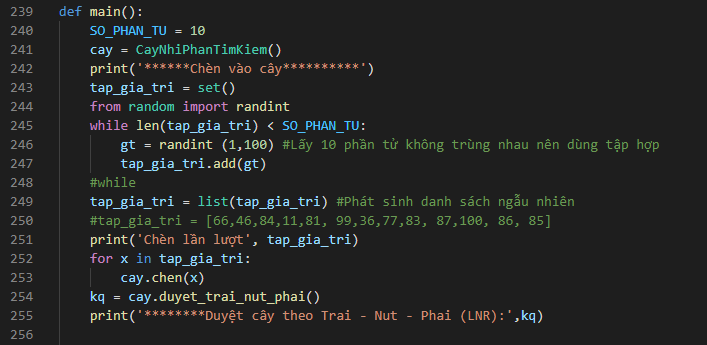 239 def main():
240     SO_PHAN_TU = 10
241     cay = CayNhiPhanTimKiem()
242     print('******Chèn vào cây**********')
243     tap_gia_tri = set()
244     from random import randint
245     while len(tap_gia_tri) < SO_PHAN_TU:
246         gt = randint (1,100) #Lấy 10 phần tử không trùng nhau nên dùng tập hợp
247         tap_gia_tri.add(gt)
248     #while
249     tap_gia_tri = list(tap_gia_tri) #Phát sinh danh sách ngẫu nhiên
250     #tap_gia_tri = [66,46,84,11,81, 99,36,77,83, 87,100, 86, 85]
251     print('Chèn lần lượt', tap_gia_tri)
252     for x in tap_gia_tri:
253         cay.chen(x)
254     kq = cay.duyet_trai_nut_phai()
255     print('********Duyệt cây theo Trai - Nut - Phai (LNR):',kq)
256